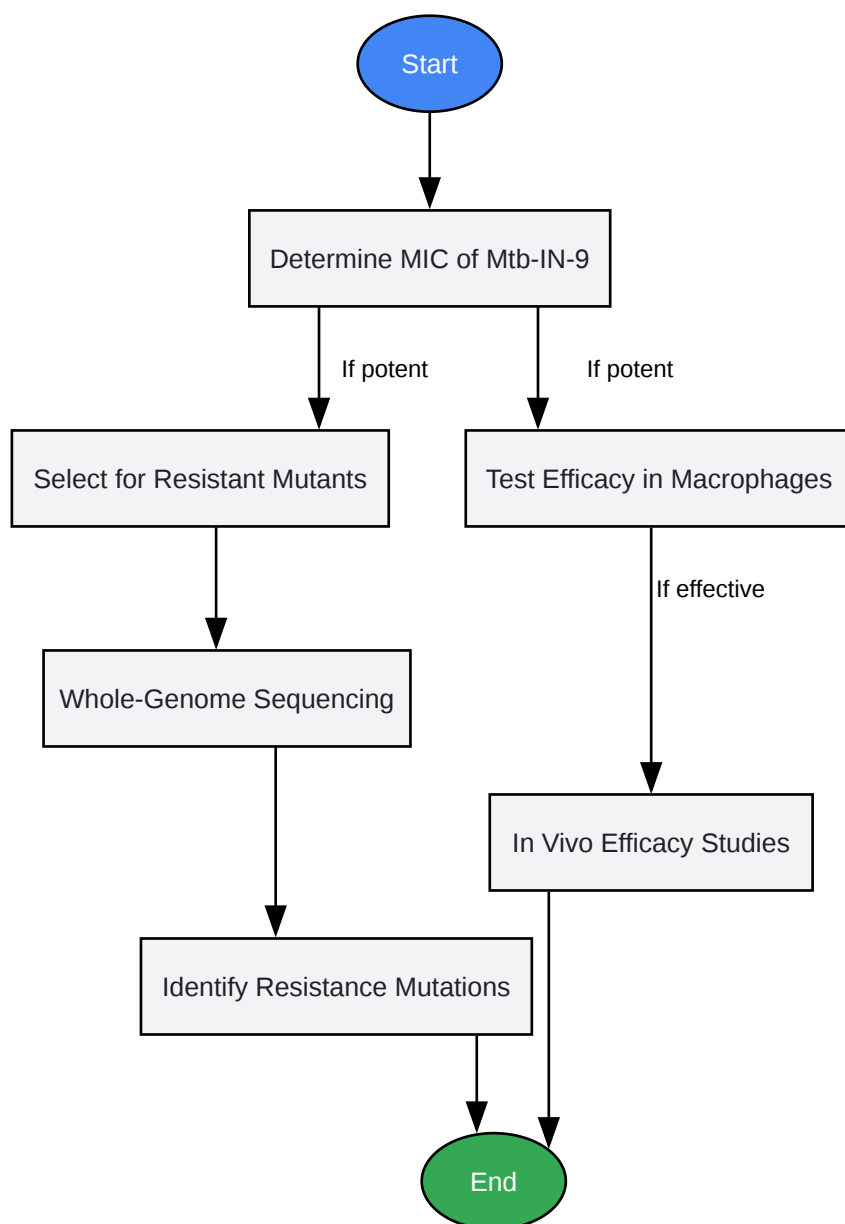 Start
Determine MIC of Mtb-IN-9
If potent
If potent
Select for Resistant Mutants
Test Efficacy in Macrophages
If effective
Whole-Genome Sequencing
In Vivo Efficacy Studies
Identify Resistance Mutations
End